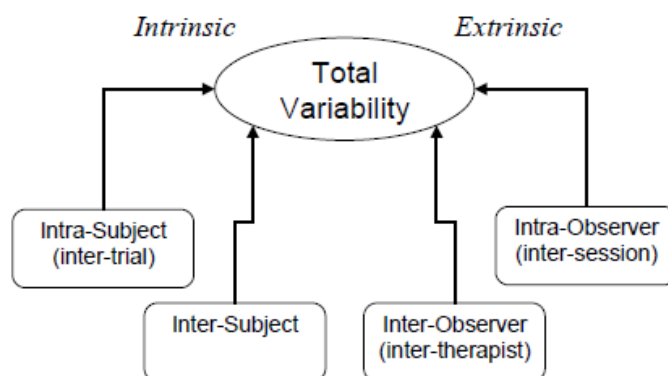 Intrinsic
Extrinsic
Total
Variability
Intra-Subject
(inter-trial)
Intra-Observer
(inter-session)
Inter-Subject
Inter-Observer
(inter-therapist)